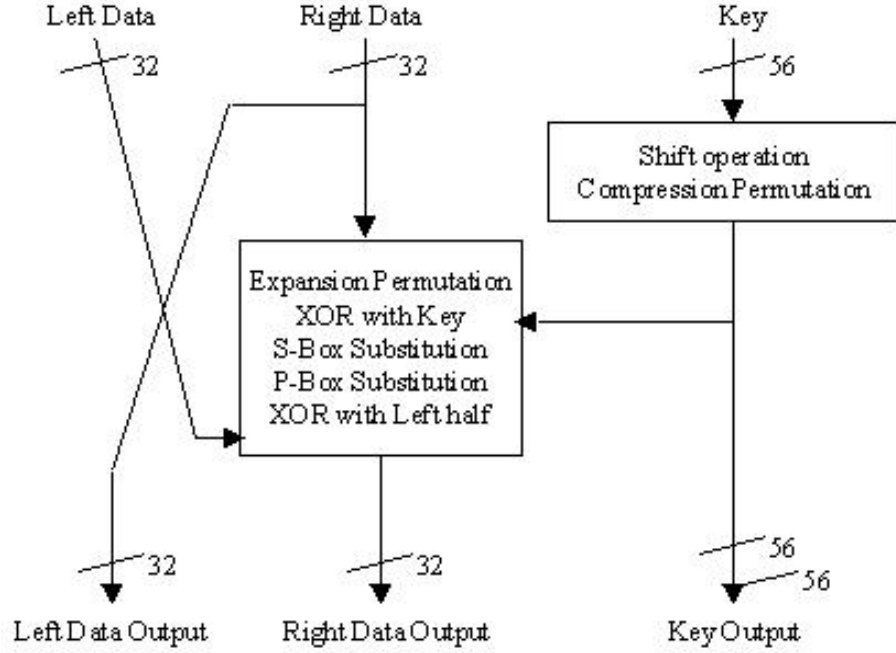 Left Data
Right Data
Key
32
32
56
Shift operation
Compression Permutation
Expansion Permutation
XOR with Key
S-Box Substitution
P-Box Substitution
XOR with Left half
32
32
56
56
Left Data Output
Right Data Output
Key Output